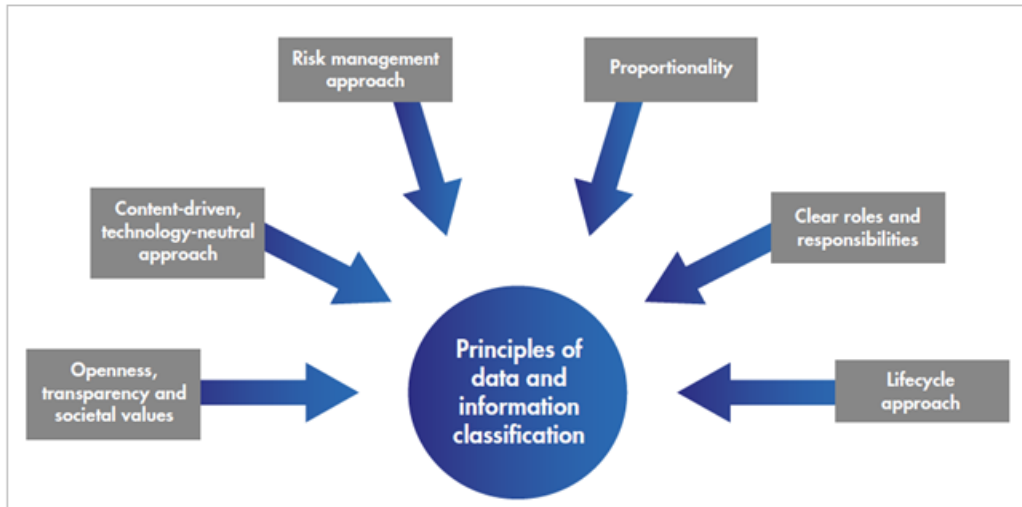 Risk management
approach
Proportionality
Content-driven,
technology-neutral
approach
Clear roles and
responsibilities
Openness,
transparency and
societal values
Principles of
data and
information
classification
Lifecycle
approach